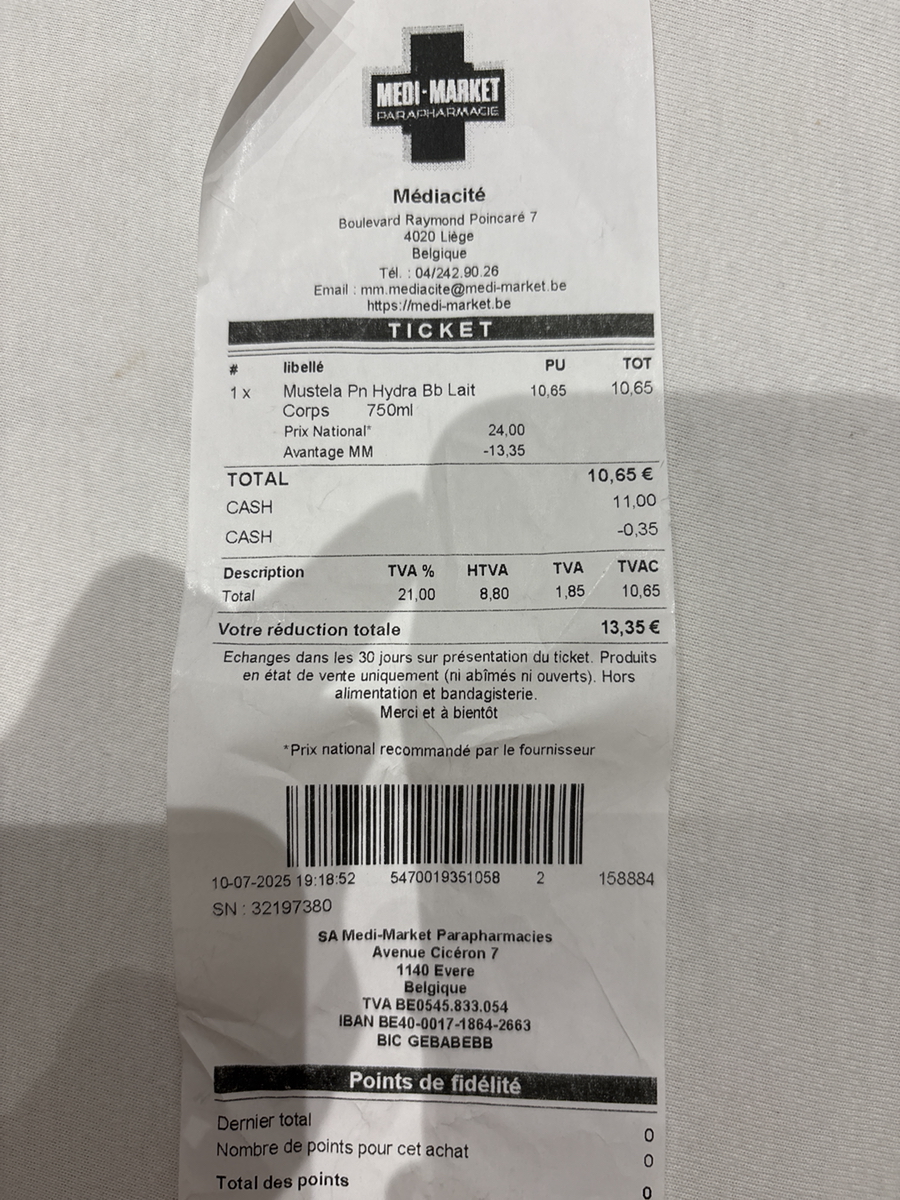 MEDI-MARKET
PARAPHARMACIE
Médiacité
Boulevard Raymond Poincaré 7
4020 Liège
Belgique
Tél. : 04/242.90.26
Email : mm.mediacite@medi-market.be
https://medi-market.be
TICKET
# libellé PU TOT
1 x Mustela Pn Hydra Bb Lait 10,65 10,65
Corps 750ml
Prix National* 24,00
Avantage MM -13,35
TOTAL 10,65 €
CASH 11,00
CASH -0,35
Description TVA % HTVA TVA TVAC
Total 21,00 8,80 1,85 10,65
Votre réduction totale 13,35 €
Echanges dans les 30 jours sur présentation du ticket. Produits
en état de vente uniquement (ni abîmés ni ouverts). Hors
alimentation et bandagisterie.
Merci et à bientôt
*Prix national recommandé par le fournisseur
10-07-2025 19:18:52 5470019351058 2 158884
SN : 32197380
SA Medi-Market Parapharmacies
Avenue Cicéron 7
1140 Evere
Belgique
TVA BE0545.833.054
IBAN BE40-0017-1864-2663
BIC GEBABEBB
Points de fidélité
Dernier total 0
Nombre de points pour cet achat 0
Total des points 0